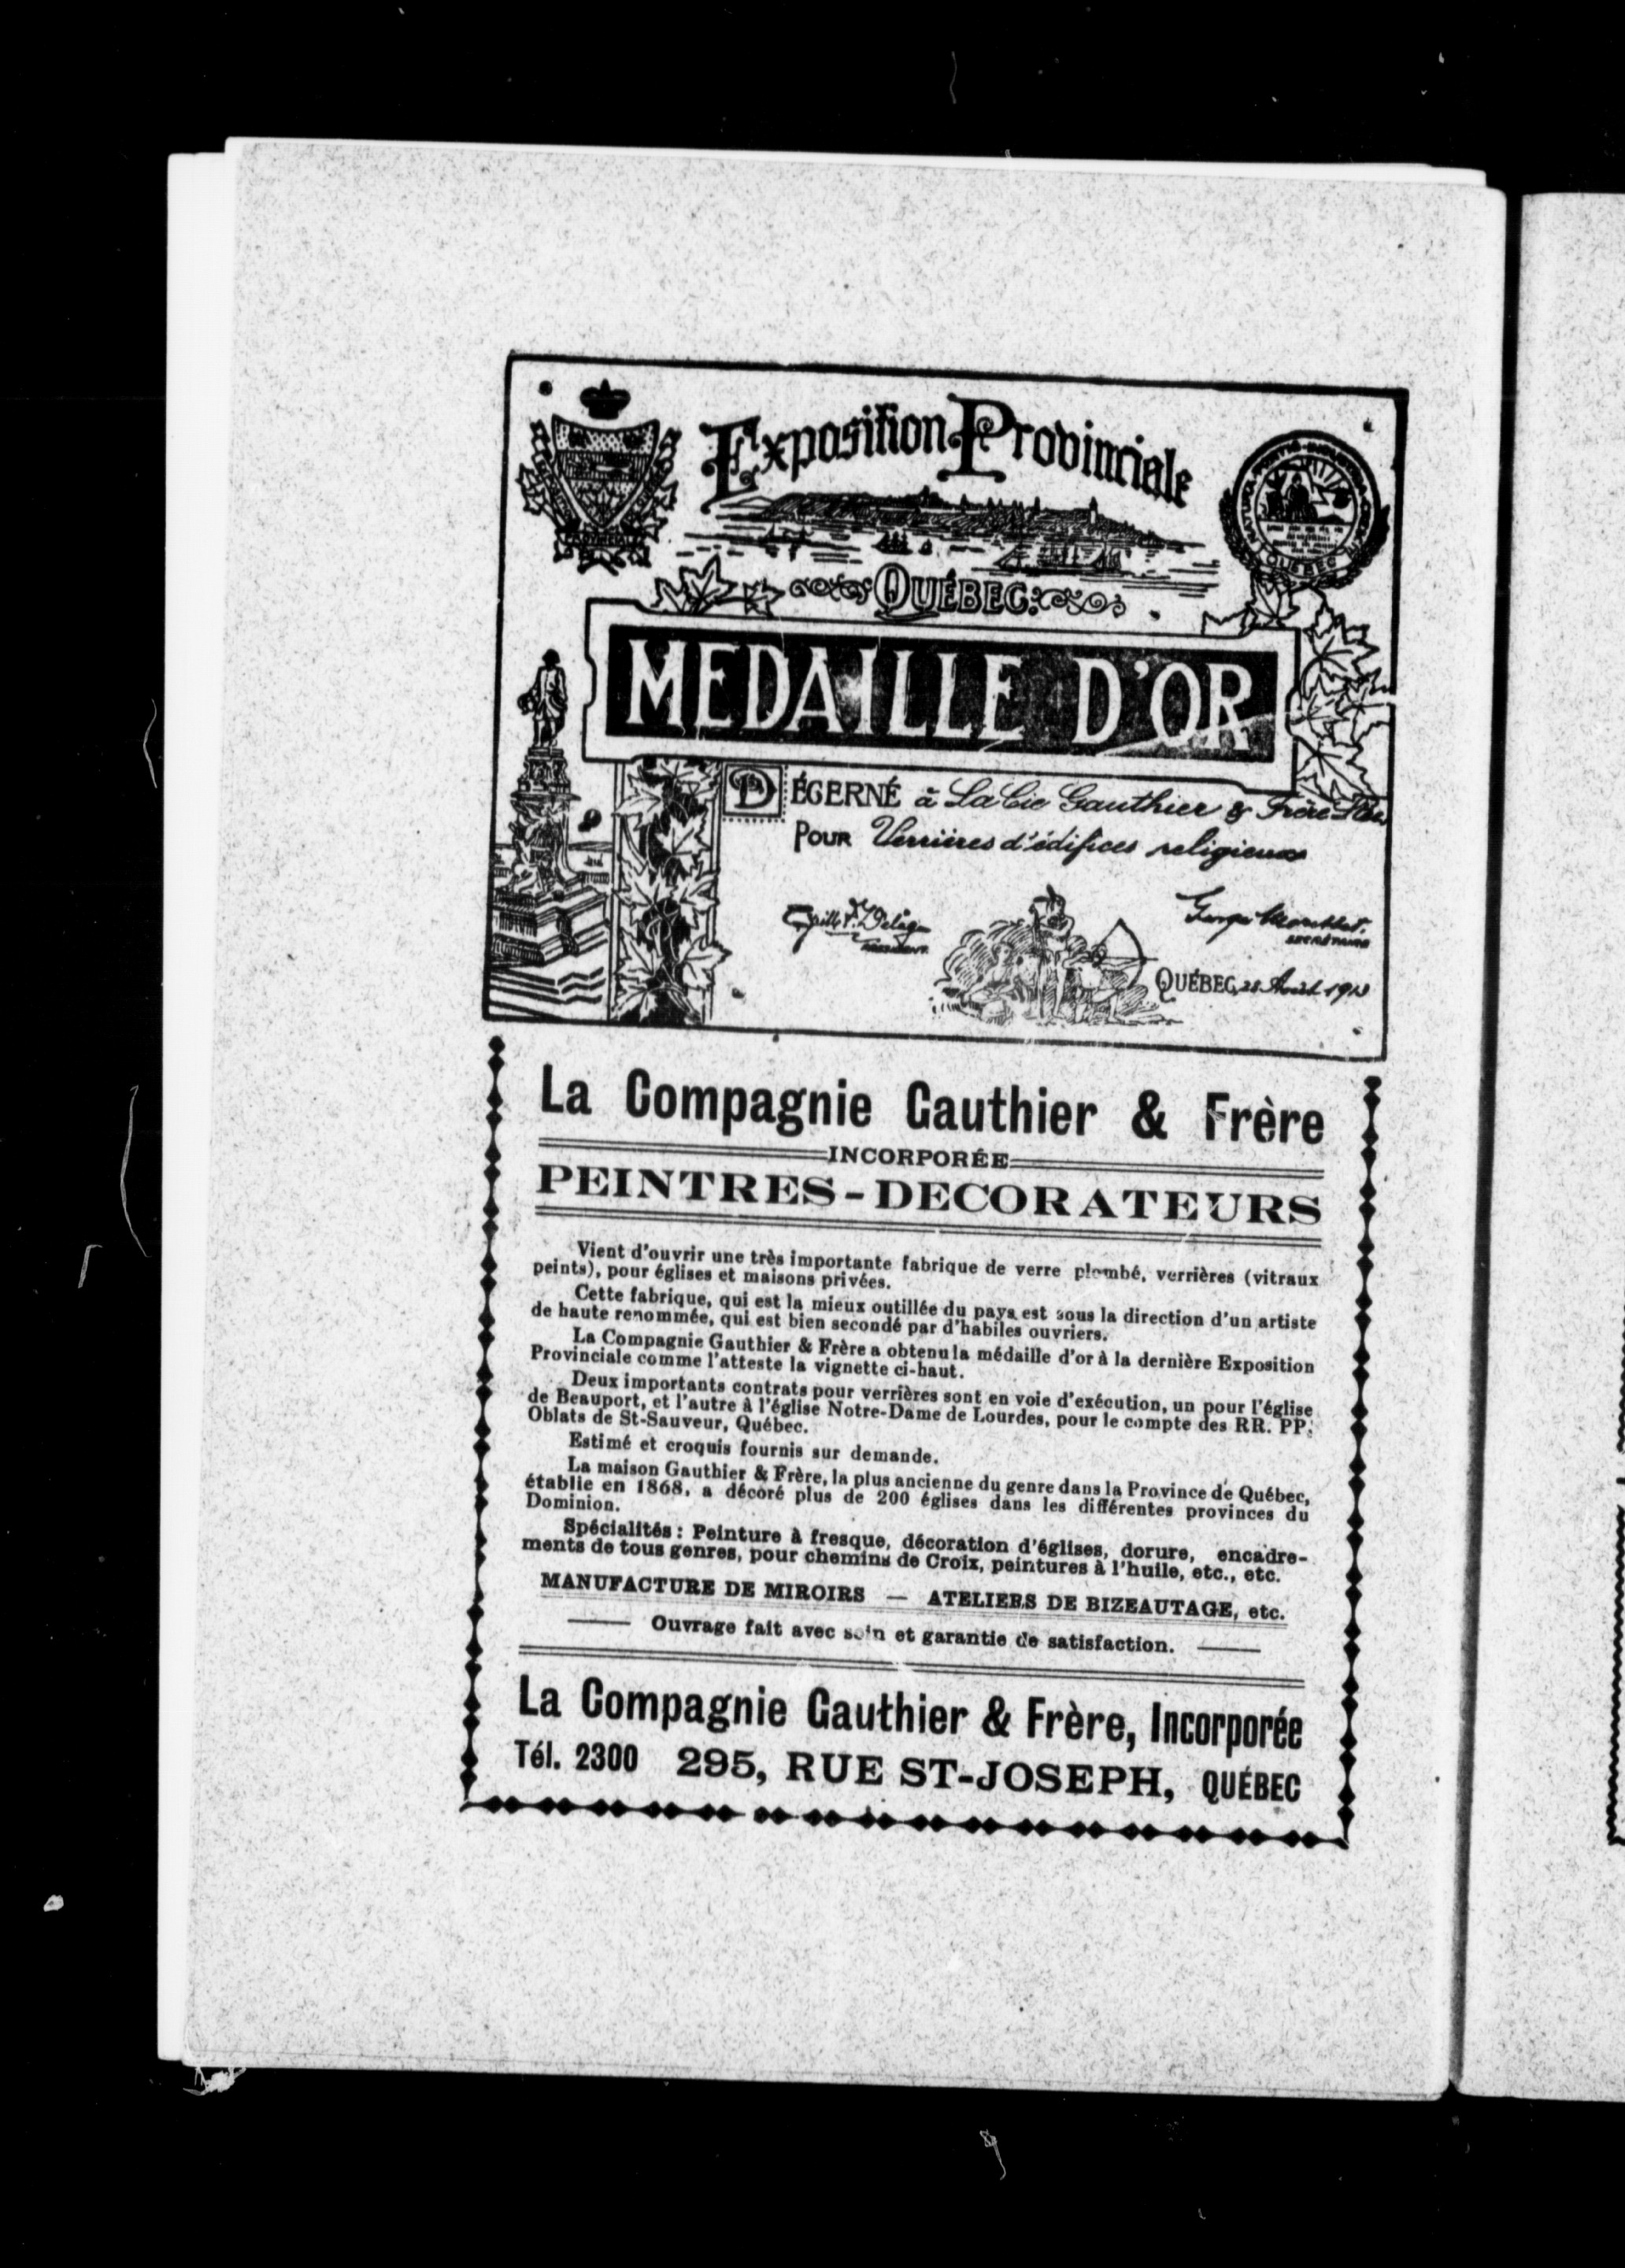 Exposition Provinciale
QUÉBEC
MEDAILLE D'OR
DÉCERNÉ à La Cie Gauthier & Frère
POUR Verrières d'édifices religieux
PRESIDENT
SECRETAIRE
QUÉBEC, 28 Août 1913
La Compagnie Gauthier & Frère
INCORPORÉE
PEINTRES-DECORATEURS
Vient d'ouvrir une très importante fabrique de verre plombé, verrières (vitraux
peints), pour églises et maisons privées.
Cette fabrique, qui est la mieux outillée du pays est sous la direction d'un artiste
de haute renommée, qui est bien secondé par d'habiles ouvriers.
La Compagnie Gauthier & Frère a obtenu la médaille d'or à la dernière Exposition
Provinciale comme l'atteste la vignette ci-haut.
Deux importants contrats pour verrières sont en voie d'exécution, un pour l'église
de Beauport, et l'autre à l'église Notre-Dame de Lourdes, pour le compte des RR. PP.
Oblats de St-Sauveur, Québec.
Estimé et croquis fournis sur demande.
La maison Gauthier & Frère, la plus ancienne du genre dans la Province de Québec,
établie en 1868, a décoré plus de 200 églises dans les différentes provinces du
Dominion.
Spécialités : Peinture à fresque, décoration d'églises, dorure, encadre-
ments de tous genres, pour chemins de Croix, peintures à l'huile, etc., etc.
MANUFACTURE DE MIROIRS — ATELIERS DE BIZEAUTAGE, etc.
Ouvrage fait avec soin et garantie de satisfaction.
La Compagnie Gauthier & Frère, Incorporée
Tél. 2300 295, RUE ST-JOSEPH, QUÉBEC